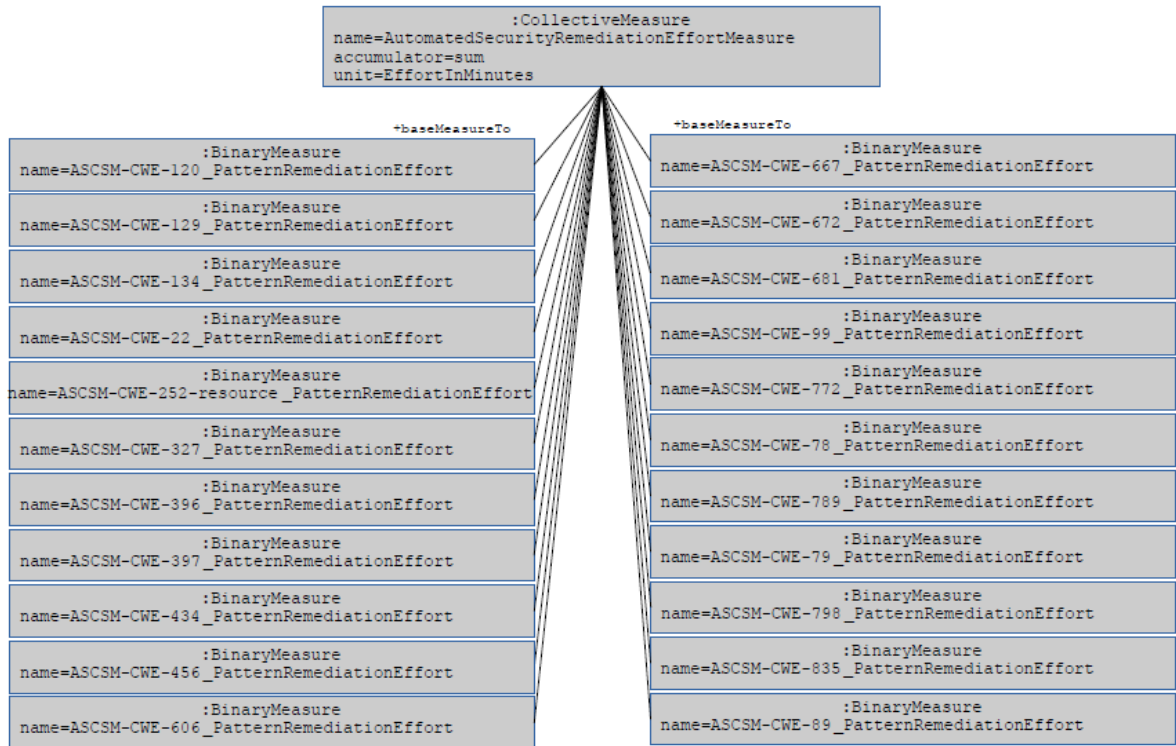 :CollectiveMeasure
name=AutomatedSecurityRemediationEffortMeasure
accumulator=sum
unit=EffortInMinutes
+baseMeasureTo
:BinaryMeasure
name=ASCSM-CWE-120_PatternRemediationEffort
:BinaryMeasure
name=ASCSM-CWE-129_PatternRemediationEffort
:BinaryMeasure
name=ASCSM-CWE-134_PatternRemediationEffort
:BinaryMeasure
name=ASCSM-CWE-22_PatternRemediationEffort
:BinaryMeasure
name=ASCSM-CWE-252-resource_PatternRemediationEffort
:BinaryMeasure
name=ASCSM-CWE-327_PatternRemediationEffort
:BinaryMeasure
name=ASCSM-CWE-396_PatternRemediationEffort
:BinaryMeasure
name=ASCSM-CWE-397_PatternRemediationEffort
:BinaryMeasure
name=ASCSM-CWE-434_PatternRemediationEffort
:BinaryMeasure
name=ASCSM-CWE-456_PatternRemediationEffort
:BinaryMeasure
name=ASCSM-CWE-606_PatternRemediationEffort
+baseMeasureTo
:BinaryMeasure
name=ASCSM-CWE-667_PatternRemediationEffort
:BinaryMeasure
name=ASCSM-CWE-672_PatternRemediationEffort
:BinaryMeasure
name=ASCSM-CWE-681_PatternRemediationEffort
:BinaryMeasure
name=ASCSM-CWE-99_PatternRemediationEffort
:BinaryMeasure
name=ASCSM-CWE-772_PatternRemediationEffort
:BinaryMeasure
name=ASCSM-CWE-78_PatternRemediationEffort
:BinaryMeasure
name=ASCSM-CWE-789_PatternRemediationEffort
:BinaryMeasure
name=ASCSM-CWE-79_PatternRemediationEffort
:BinaryMeasure
name=ASCSM-CWE-798_PatternRemediationEffort
:BinaryMeasure
name=ASCSM-CWE-835_PatternRemediationEffort
:BinaryMeasure
name=ASCSM-CWE-89_PatternRemediationEffort